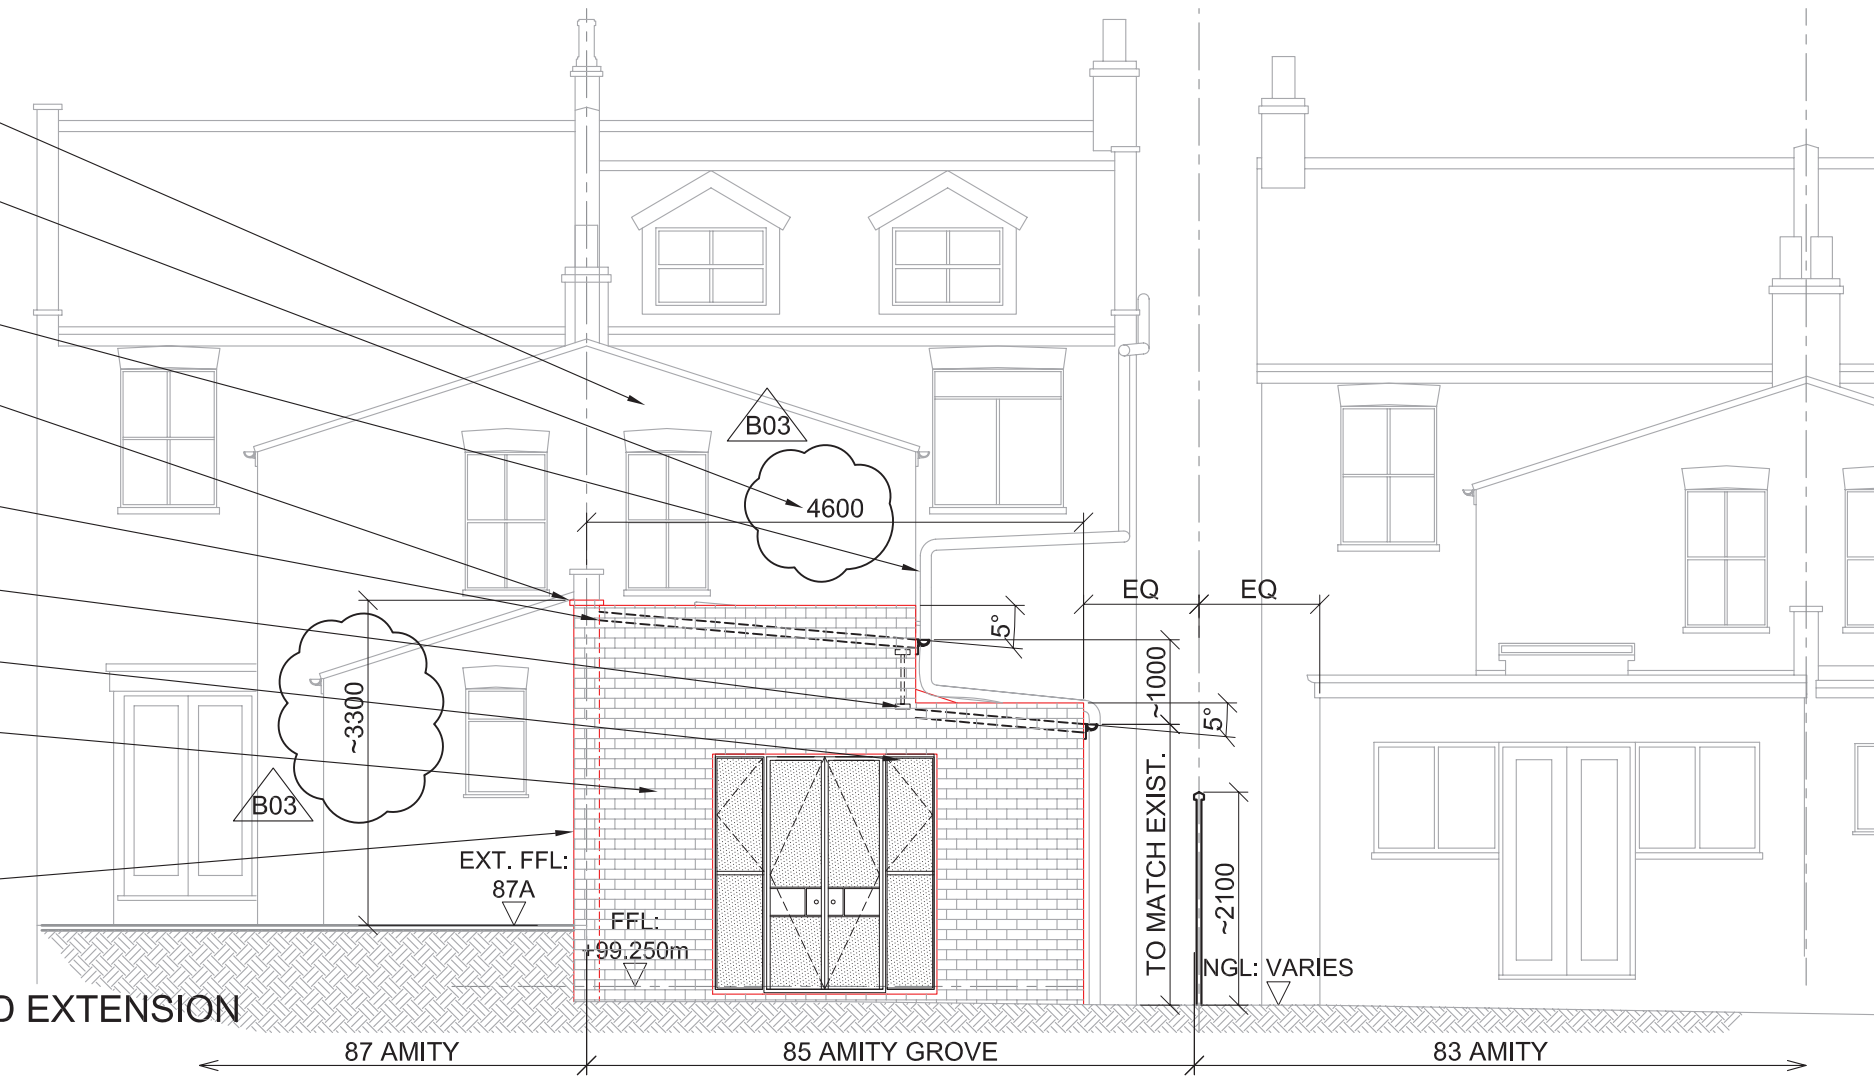 B03
4600
EQ
EQ
5°
~1000
~3300
5°
B03
TO MATCH EXIST.
EXT. FFL:
87A
~2100
FFL:
+99.250m
NGL: VARIES
D EXTENSION
87 AMITY
85 AMITY GROVE
83 AMITY